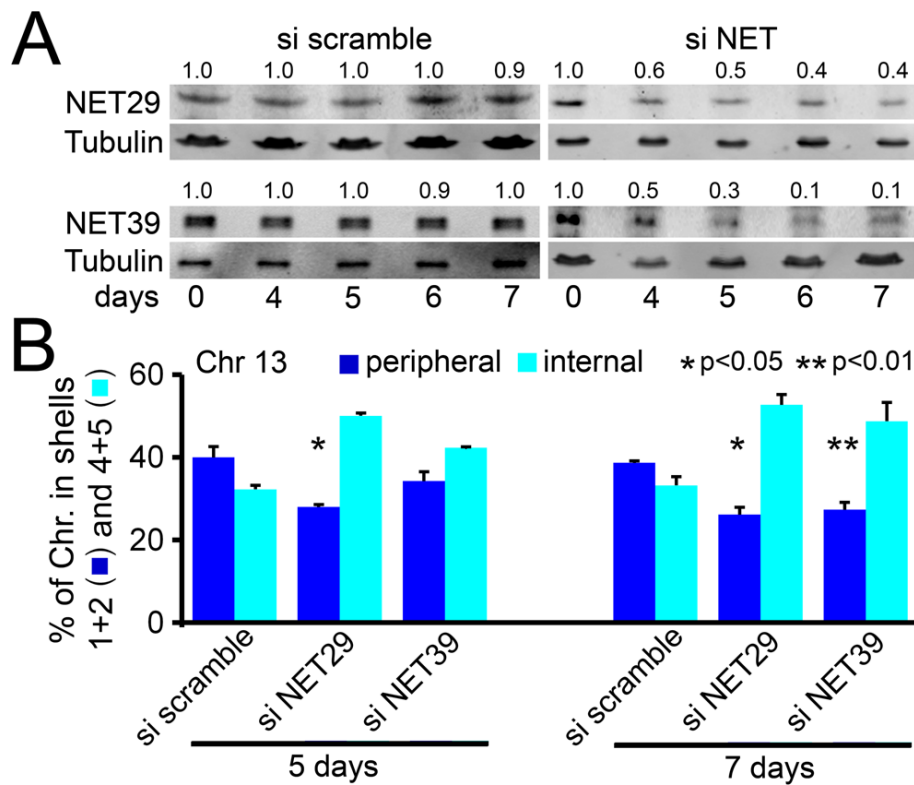 A
si scramble si NET
1.0 1.0 1.0 1.0 0.9 1.0 0.6 0.5 0.4 0.4
NET29
Tubulin
1.0 1.0 1.0 0.9 1.0 1.0 0.5 0.3 0.1 0.1
NET39
Tubulin
days 0 4 5 6 7 0 4 5 6 7
B
Chr 13 peripheral internal * p<0.05 ** p<0.01
% of Chr. in shells
1+2 (■) and 4+5 (■)
60
40
20
0
* * **
si scramble si NET29 si NET39 si scramble si NET29 si NET39
5 days 7 days